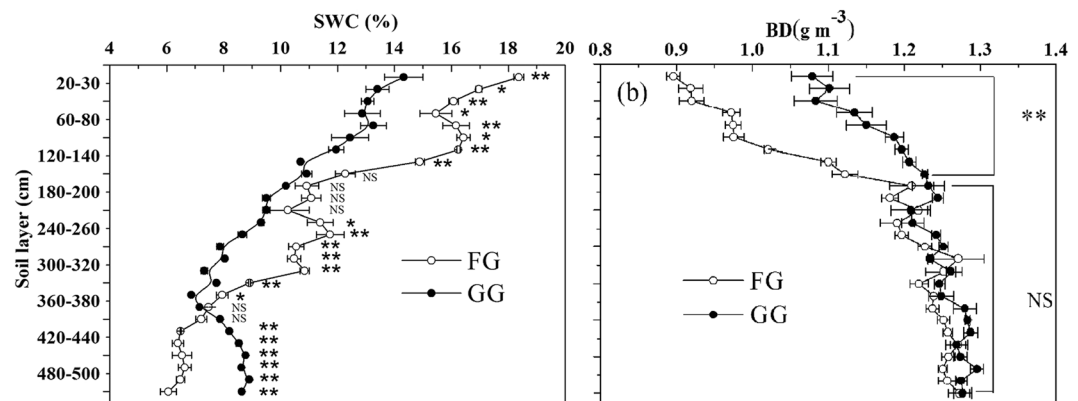 SWC (%)
4 6 8 10 12 14 16 18 20
Soil layer (cm)
20-30
60-80
120-140
180-200
240-260
300-320
360-380
420-440
480-500
**
*
**
*
**
*
**
**
NS
NS
NS
NS
*
**
**
**
**
**
*
NS
NS
**
**
**
**
**
**
FG
GG
BD(g m-3)
0.8 0.9 1.0 1.1 1.2 1.3 1.4
(b)
**
NS
FG
GG